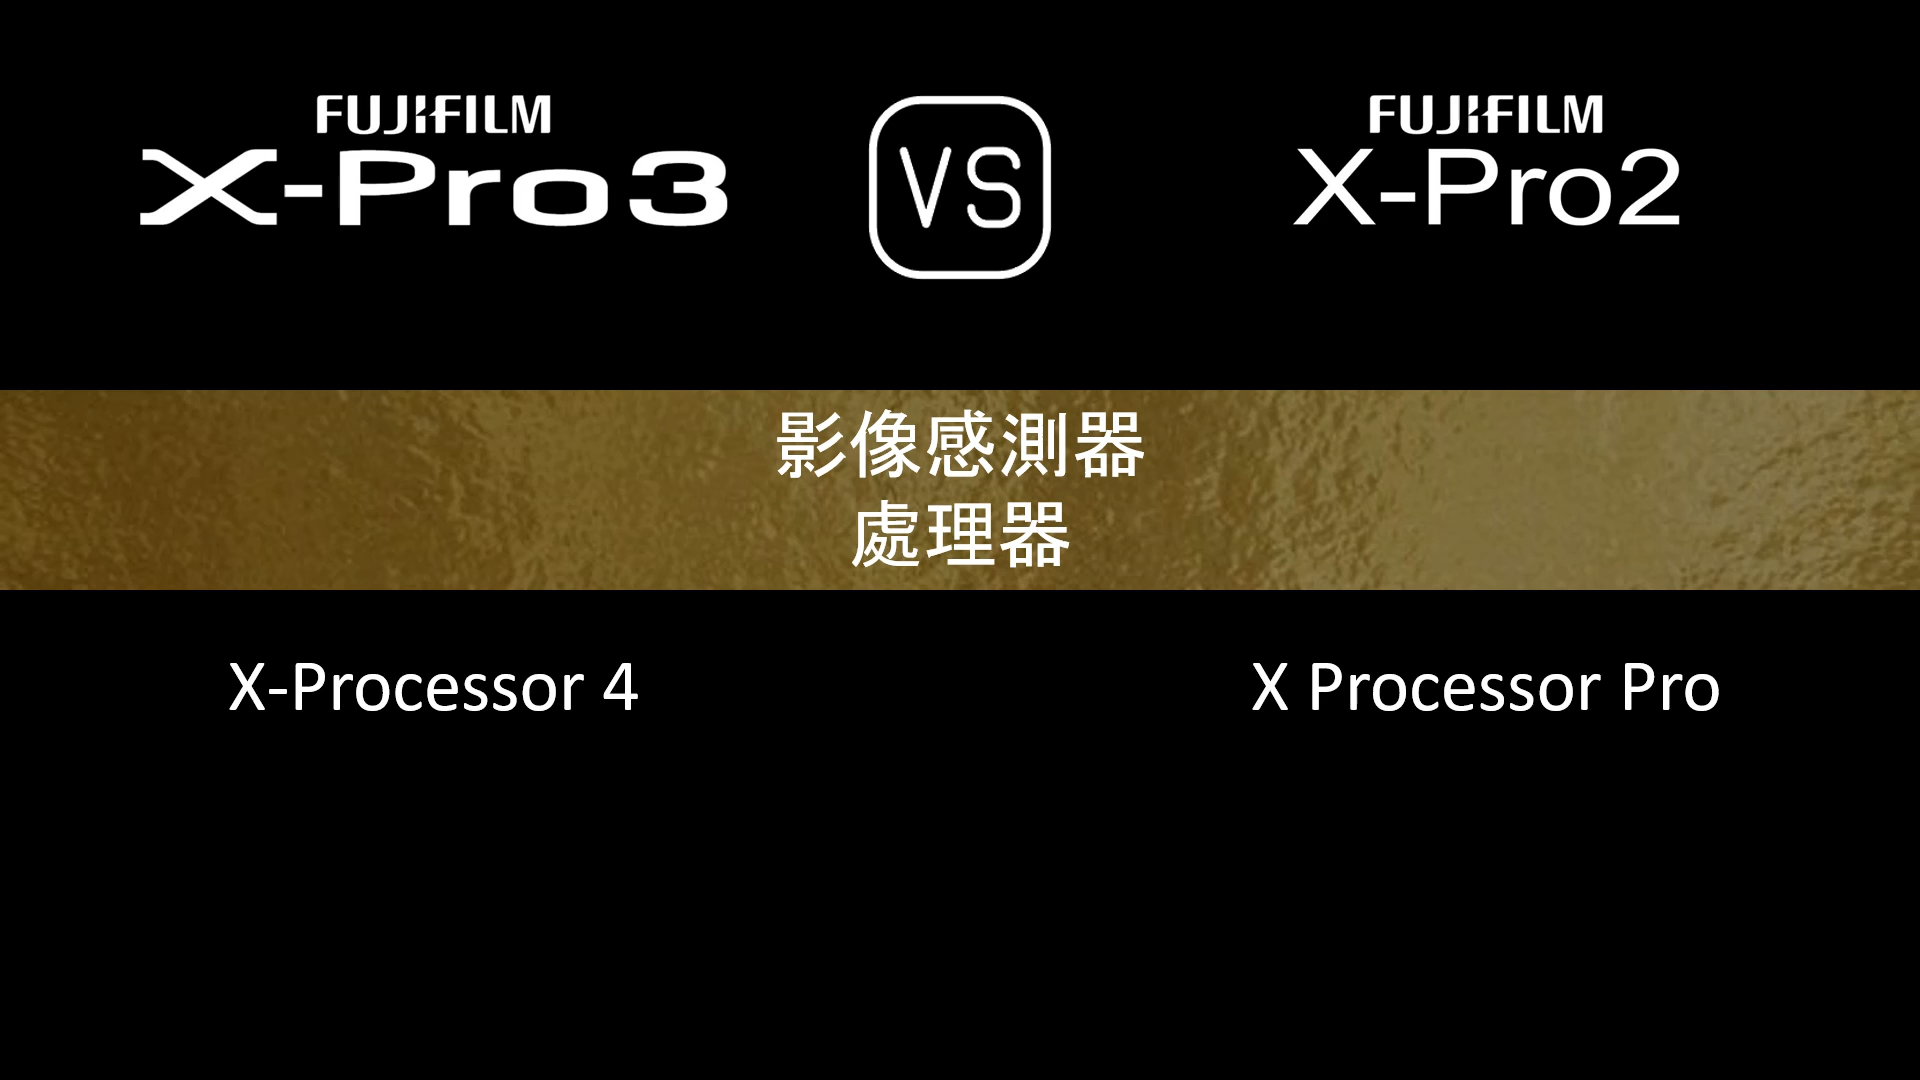 FUJIFILM
X-Pro3
VS
FUJIFILM
X-Pro2
影像感測器
處理器
X-Processor 4
X Processor Pro